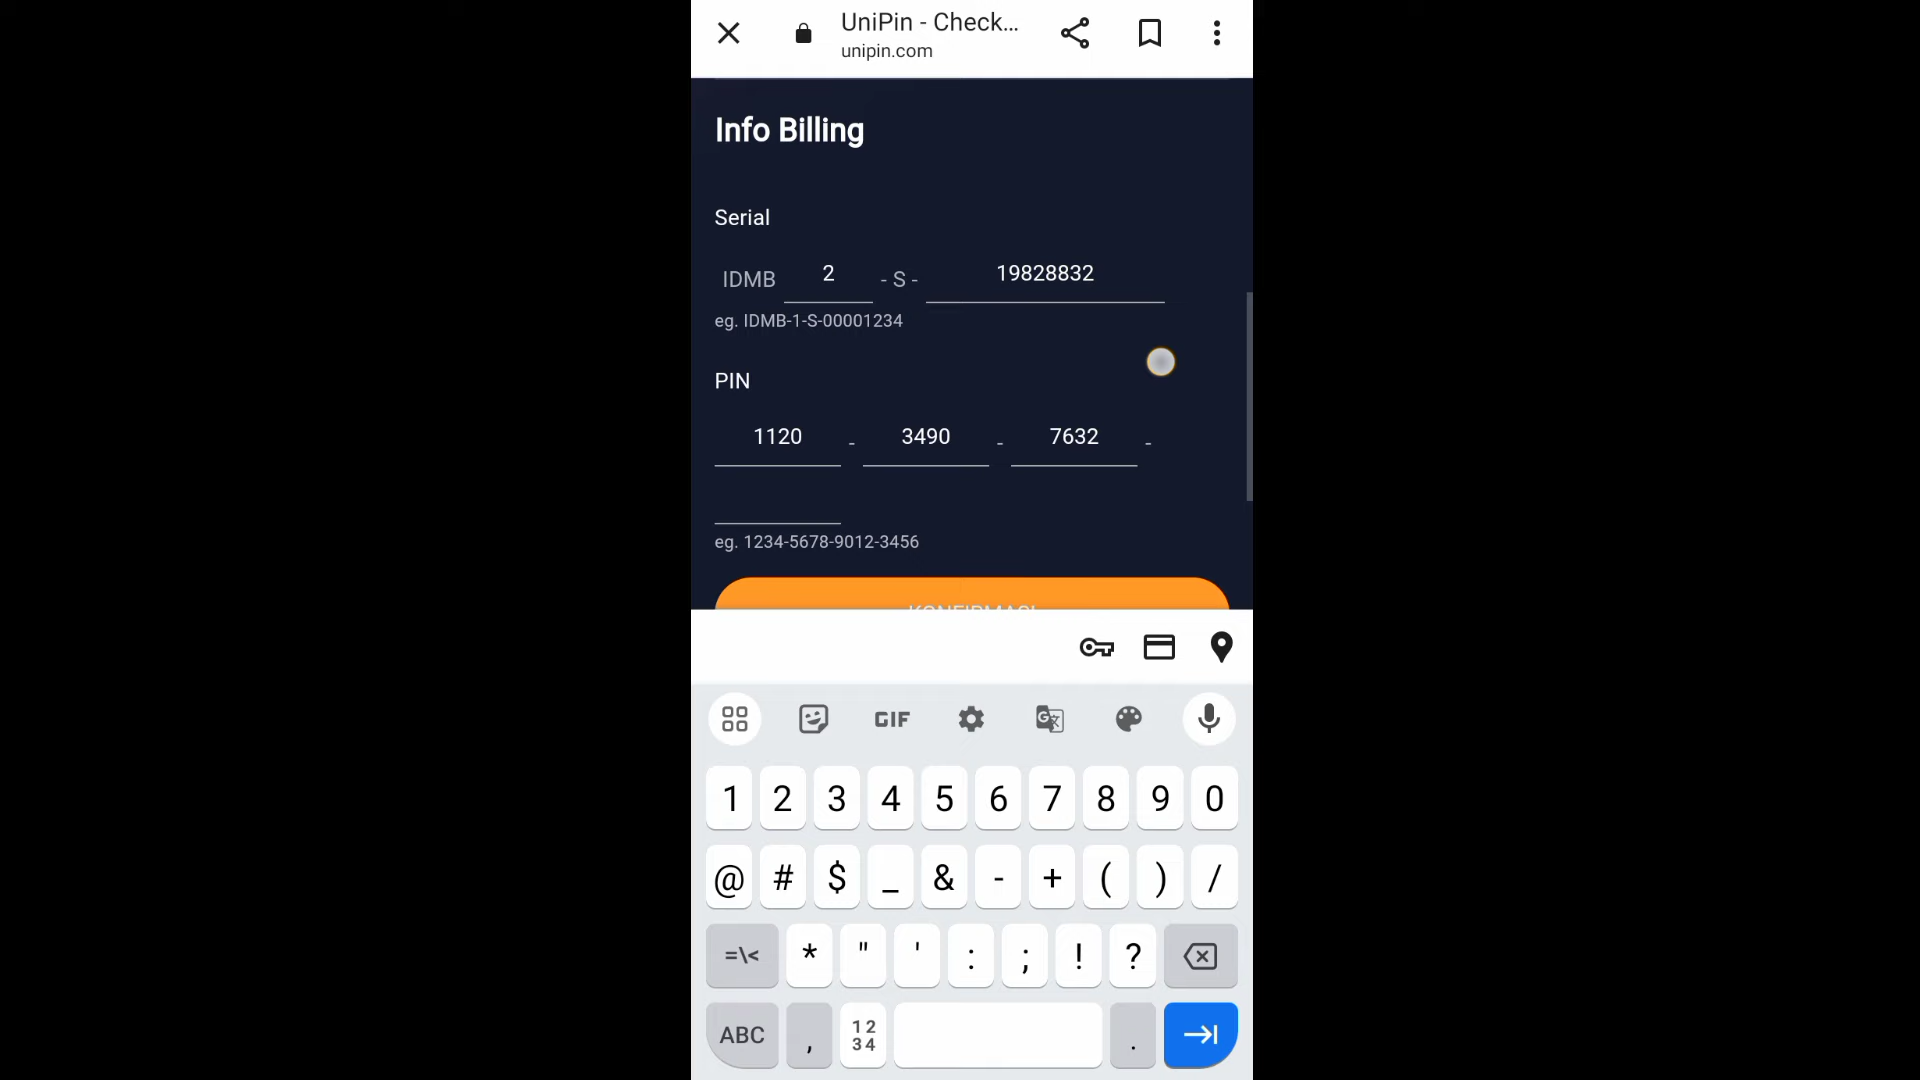 UniPin - Check...
unipin.com
Info Billing
Serial
IDMB 2 - S - 19828832
eg. IDMB-1-S-00001234
PIN
1120 - 3490 - 7632 -
eg. 1234-5678-9012-3456
KONFIRMASI
GIF
1 2 3 4 5 6 7 8 9 0
@ # $ _ & - + ( ) /
=\< * " ' : ; ! ?
ABC , 12 34 .